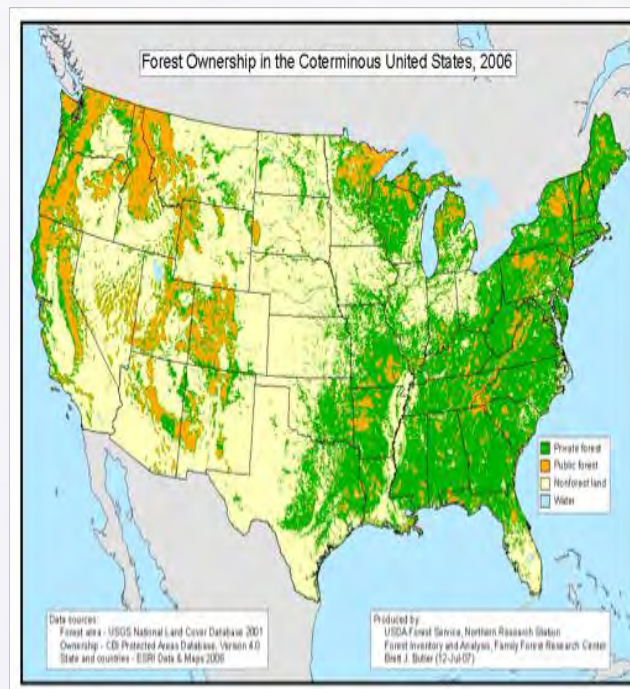 Forest Ownership in the Coterminous United States, 2006
Private forest
Public forest
Nonforest land
Water
Data sources:
Forest area - USGS National Land Cover Database 2001
Ownership - CBI Protected Areas Database, Version 4.0
State and countries - ESRI Data & Maps 2006
Produced by:
USDA Forest Service, Northern Research Station
Forest Inventory and Analysis, Family Forest Research Center
Brett J. Butler (12-Jul-07)